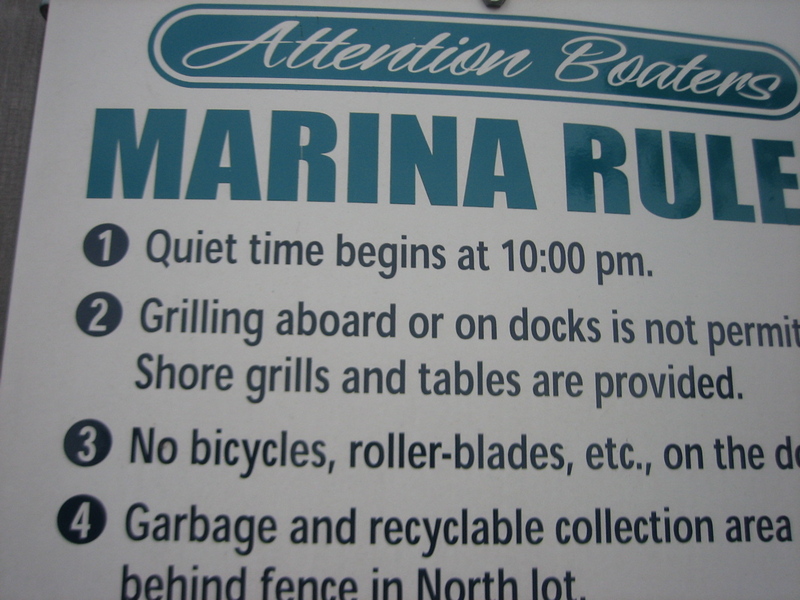 Attention Boaters
MARINA RULE
1 Quiet time begins at 10:00 pm.
2 Grilling aboard or on docks is not permit
Shore grills and tables are provided.
3 No bicycles, roller-blades, etc., on the do
4 Garbage and recyclable collection area
behind fence in North lot.